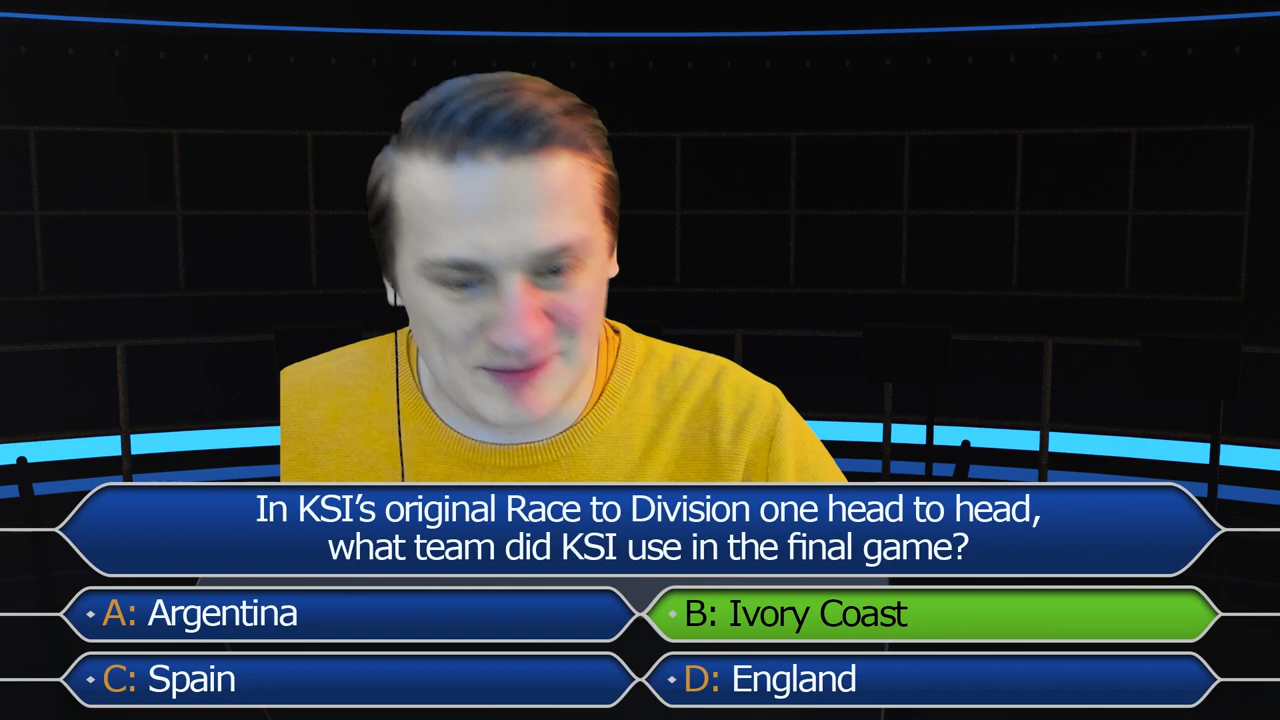 In KSI's original Race to Division one head to head,
what team did KSI use in the final game?
A: Argentina
B: Ivory Coast
C: Spain
D: England